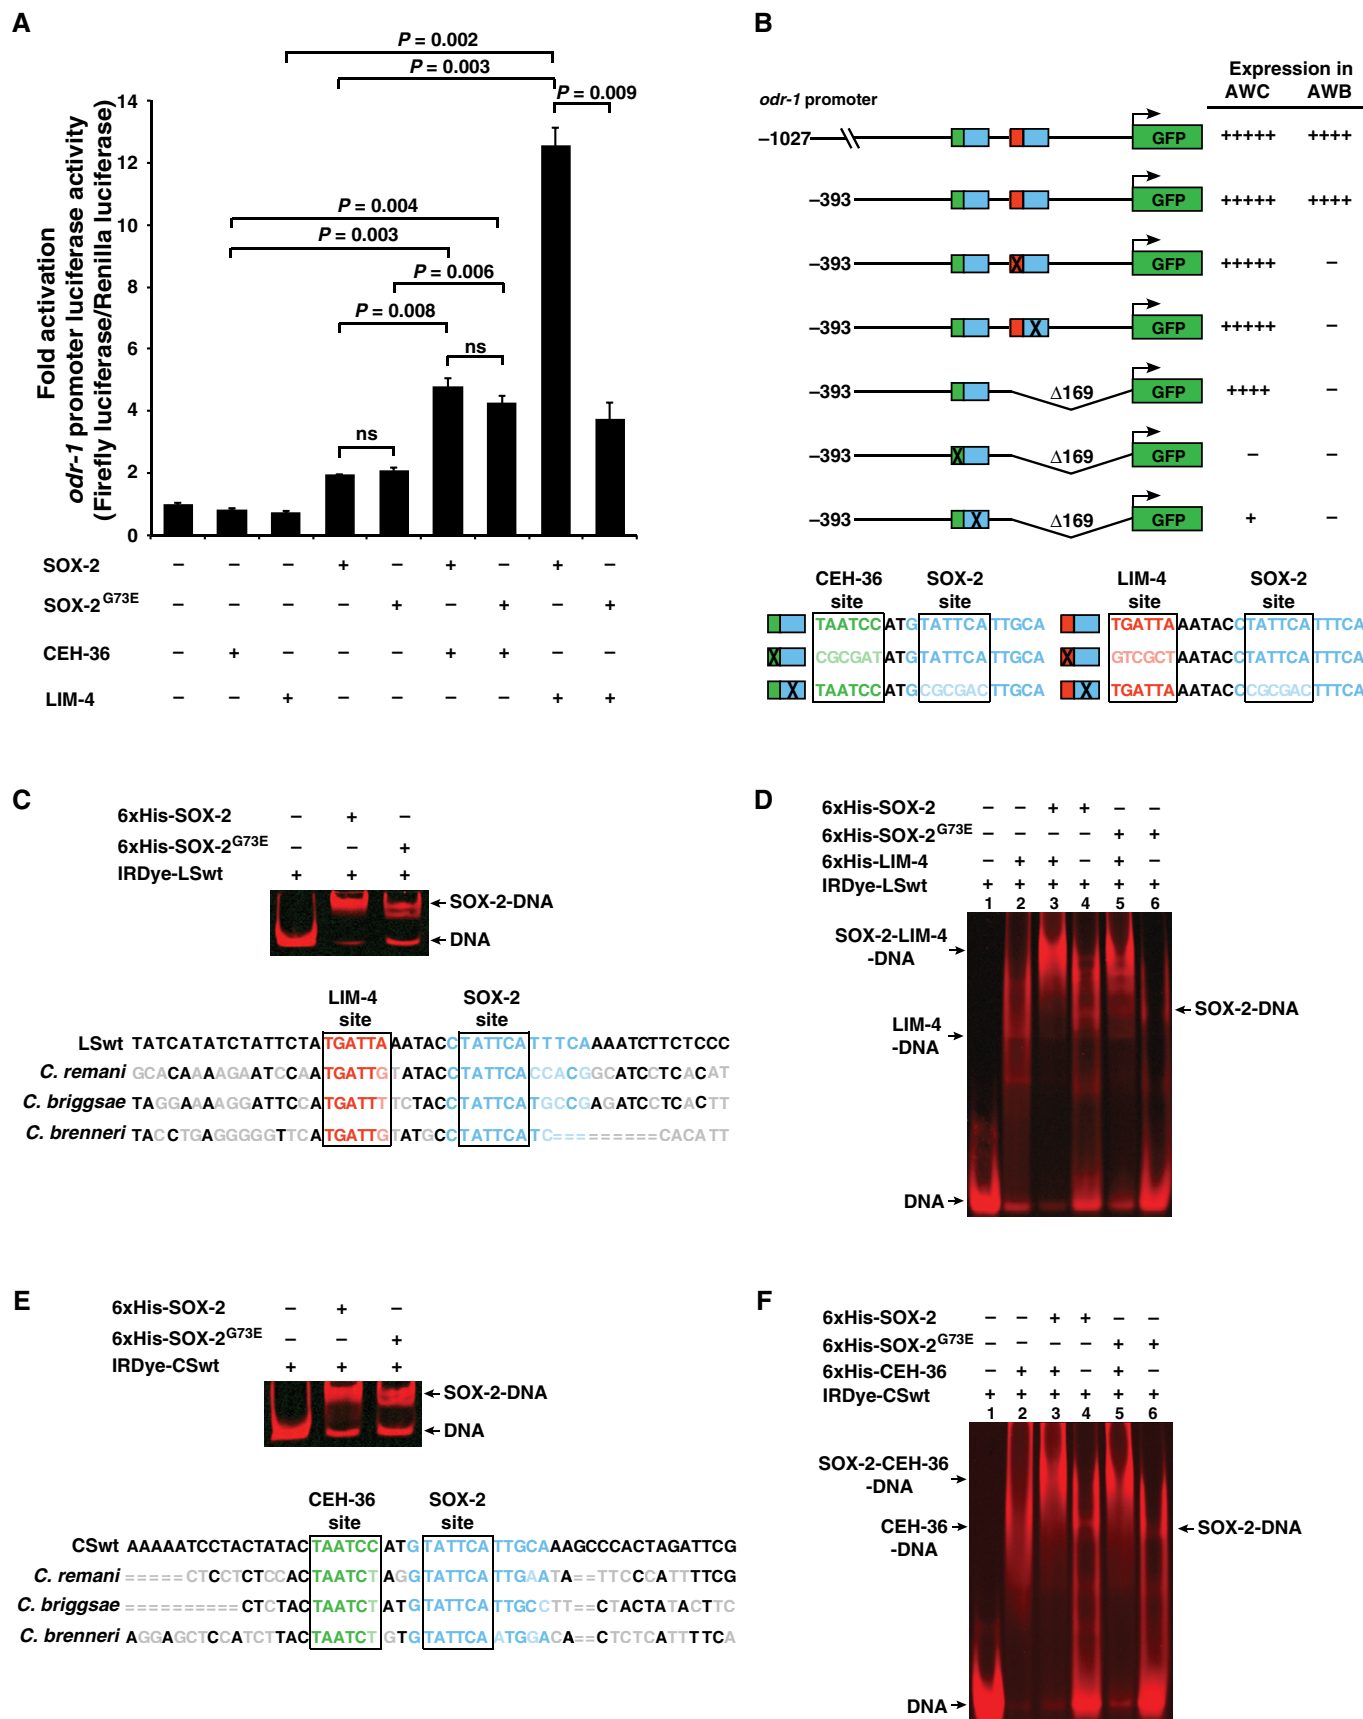 A
P = 0.002
P = 0.003
P = 0.009
P = 0.004
P = 0.003
P = 0.006
P = 0.008
ns
ns
14
12
10
8
6
4
2
0
Fold activation
odr-1 promoter luciferase activity
(Firefly luciferase/Renilla luciferase)
SOX-2 – – – + – + – + –
SOX-2G73E – – – – + – + – +
CEH-36 – + – – – + + – –
LIM-4 – – + – – – – + +
B
Expression in
odr-1 promoter AWC AWB
–1027 GFP +++++ ++++
–393 GFP +++++ ++++
–393 X GFP +++++ –
–393 X GFP +++++ –
–393 Δ169 GFP ++++ –
–393 X Δ169 GFP – –
–393 X Δ169 GFP + –
CEH-36 SOX-2 LIM-4 SOX-2
site site site site
TAATCCATGTATTCATTGCA TGATTAAATACCTATTCATTTCA
X CGCGATATGTATTCATTGCA X GTCGCTAATACCTATTCATTTCA
X TAATCCATGCGCGACTTGCA X TGATTAAATACCCGCGACTTTCA
C
6xHis-SOX-2 – + –
6xHis-SOX-2G73E – – +
IRDye-LSwt + + +
SOX-2-DNA
DNA
LIM-4 SOX-2
site site
LSwt TATCATATCTATTCTATGATTAAATACCTATTCATTTCAAAATCTTCTCCC
C. remani GCACAAAAGAATCCAATGATTGTATACCTATTCACCACGGCATCCTCACAT
C. briggsae TAGGAAAAGGATTCCATGATTTTCTACCTATTCATGCCGAGATCCTCACTT
C. brenneri TACCTGAGGGGGTTCATGATTGTATGCCTATTCATC=========CACATT
D
6xHis-SOX-2 – – + + – –
6xHis-SOX-2G73E – – – – + +
6xHis-LIM-4 – + + – + –
IRDye-LSwt + + + + + +
1 2 3 4 5 6
SOX-2-LIM-4
-DNA
SOX-2-DNA
LIM-4
-DNA
DNA
E
6xHis-SOX-2 – + –
6xHis-SOX-2G73E – – +
IRDye-CSwt + + +
SOX-2-DNA
DNA
CEH-36 SOX-2
site site
CSwt AAAAATCCTACTATACTAATCCATGTATTCATTGCAAAGCCCACTAGATTCG
C. remani =====CTCCTCTCCACTAATCTAGGTATTCATTGAATA==TTCCCATTTTCG
C. briggsae ==========CTCTACTAATCTATGTATTCATTGCCTT==CTACTATACTTC
C. brenneri AGGAGCTCCATCTTACTAATCTGTGTATTCAATGGACA==CTCTCATTTTCA
F
6xHis-SOX-2 – – + + – –
6xHis-SOX-2G73E – – – – + +
6xHis-CEH-36 – + + – + –
IRDye-CSwt + + + + + +
1 2 3 4 5 6
SOX-2-CEH-36
-DNA
CEH-36
-DNA
SOX-2-DNA
DNA